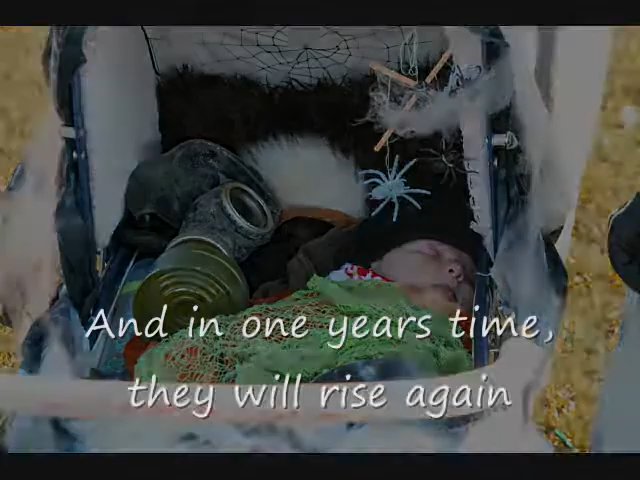 And in one years time,
they will rise again